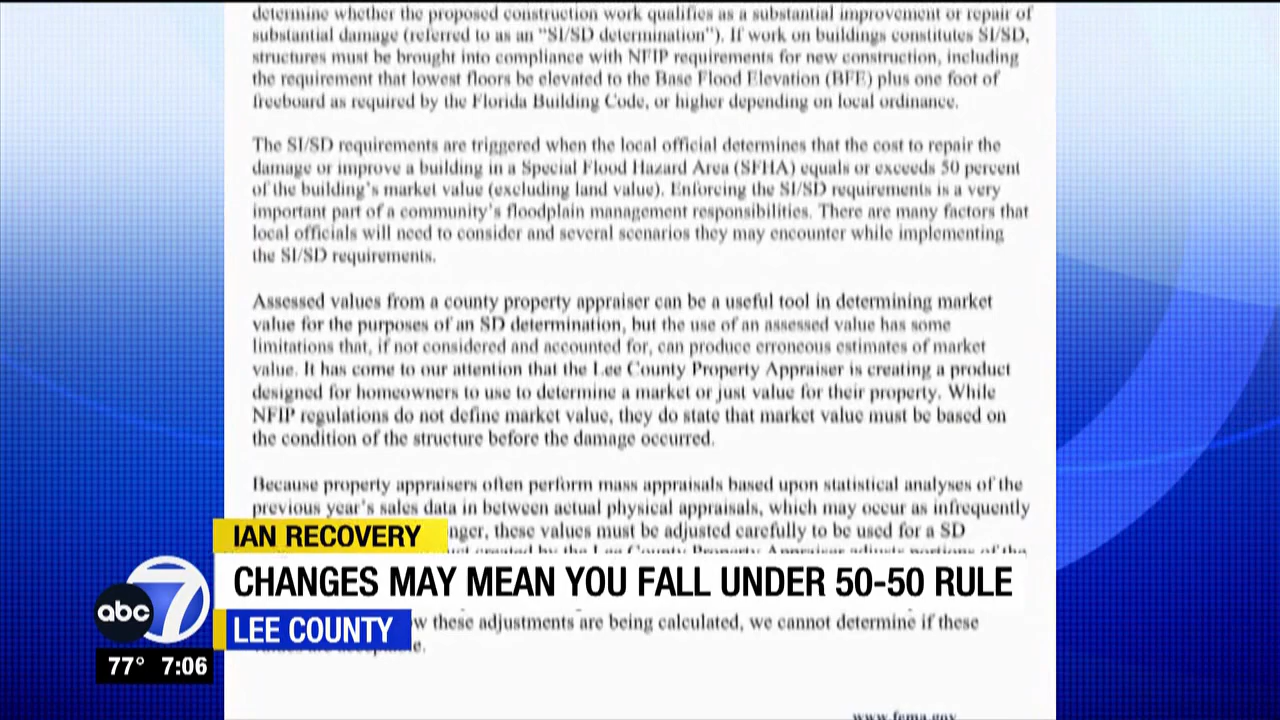 determine whether the proposed construction work qualifies as a substantial improvement or repair of
substantial damage (referred to as an “SI/SD determination”). If work on buildings constitutes SI/SD,
structures must be brought into compliance with NFIP requirements for new construction, including
the requirement that lowest floors be elevated to the Base Flood Elevation (BFE) plus one foot of
freeboard as required by the Florida Building Code, or higher depending on local ordinance.
The SI/SD requirements are triggered when the local official determines that the cost to repair the
damage or improve a building in a Special Flood Hazard Area (SFHA) equals or exceeds 50 percent
of the building’s market value (excluding land value). Enforcing the SI/SD requirements is a very
important part of a community’s floodplain management responsibilities. There are many factors that
local officials will need to consider and several scenarios they may encounter while implementing
the SI/SD requirements.
Assessed values from a county property appraiser can be a useful tool in determining market
value for the purposes of an SD determination, but the use of an assessed value has some
limitations that, if not considered and accounted for, can produce erroneous estimates of market
value. It has come to our attention that the Lee County Property Appraiser is creating a product
designed for homeowners to use to determine a market or just value for their property. While
NFIP regulations do not define market value, they do state that market value must be based on
the condition of the structure before the damage occurred.
Because property appraisers often perform mass appraisals based upon statistical analyses of the
previous year’s sales data in between actual physical appraisals, which may occur as infrequently
nger, these values must be adjusted carefully to be used for a SD
created by the Lee County Property Appraiser adjusts portions of the
w these adjustments are being calculated, we cannot determine if these
www.fema.gov
IAN RECOVERY
CHANGES MAY MEAN YOU FALL UNDER 50-50 RULE
LEE COUNTY
abc 7
77° 7:06